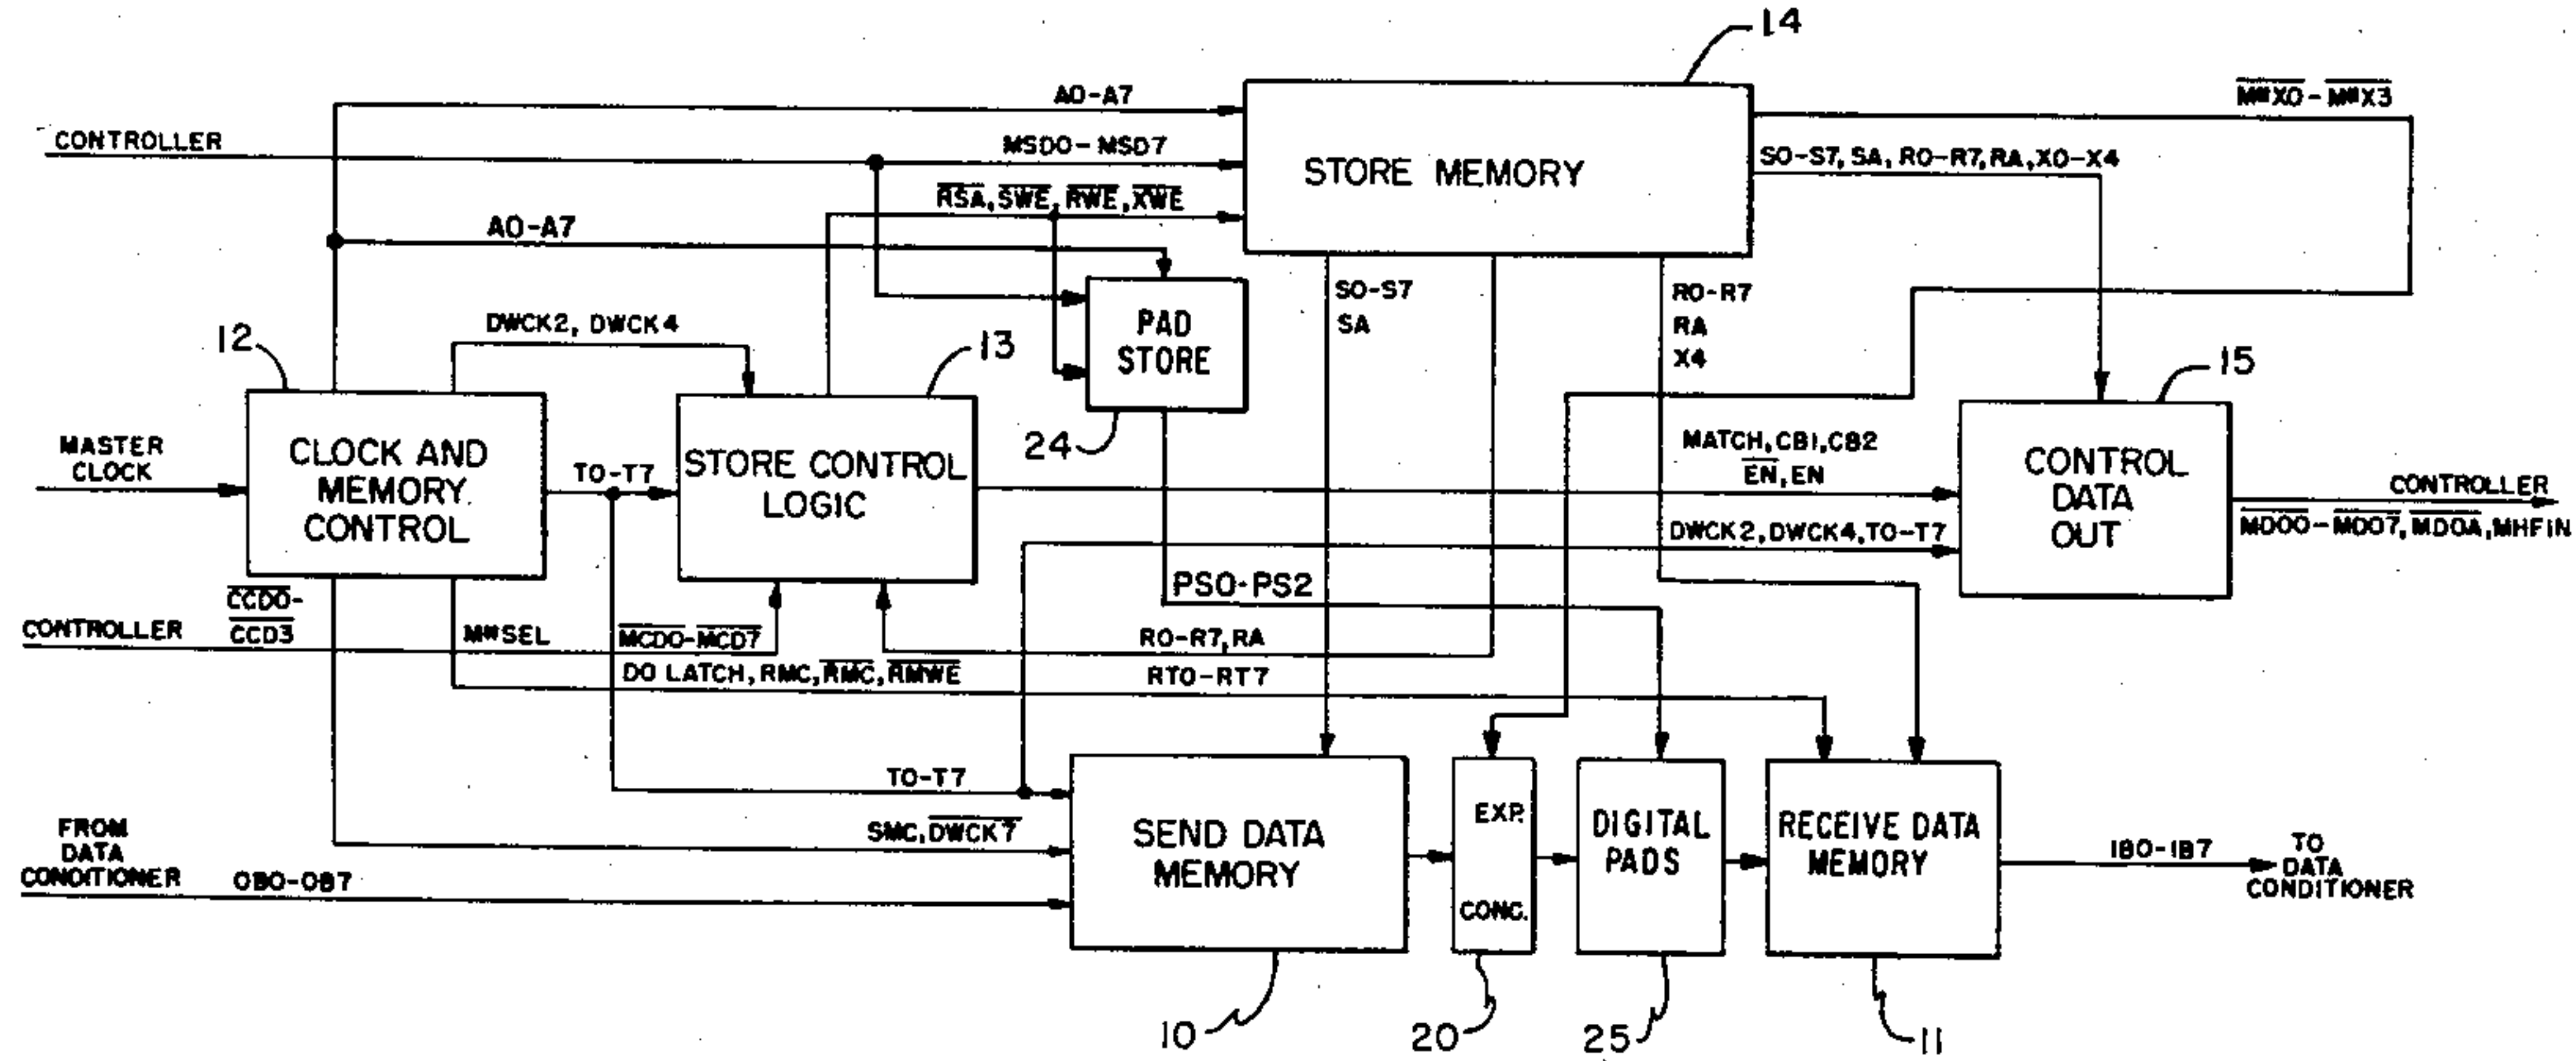 14
A0-A7
M#X0-M#X3
CONTROLLER
MSD0-MSD7
S0-S7, SA, R0-R7, RA, X0-X4
STORE MEMORY
RSA, SWE, RWE, XWE
A0-A7
S0-S7
SA
R0-R7
RA
X4
PAD
STORE
12
DWCK2, DWCK4
13
15
24
MASTER
CLOCK
CLOCK AND
MEMORY
CONTROL
T0-T7
STORE CONTROL
LOGIC
MATCH, CB1, CB2
EN, EN
CONTROL
DATA
OUT
CONTROLLER
MD00-MD07, MD0A, MHFIN
DWCK2, DWCK4, T0-T7
PS0-PS2
CCD0-
CCD3
CONTROLLER
M#SEL
MCD0-MCD7
R0-R7, RA
DO LATCH, RMC, RMC, RMWE
RT0-RT7
T0-T7
SMC, DWCK7
FROM
DATA
CONDITIONER
OB0-OB7
SEND DATA
MEMORY
EXP.
CONC.
DIGITAL
PADS
RECEIVE DATA
MEMORY
IB0-IB7
TO
DATA
CONDITIONER
10
20
25
11